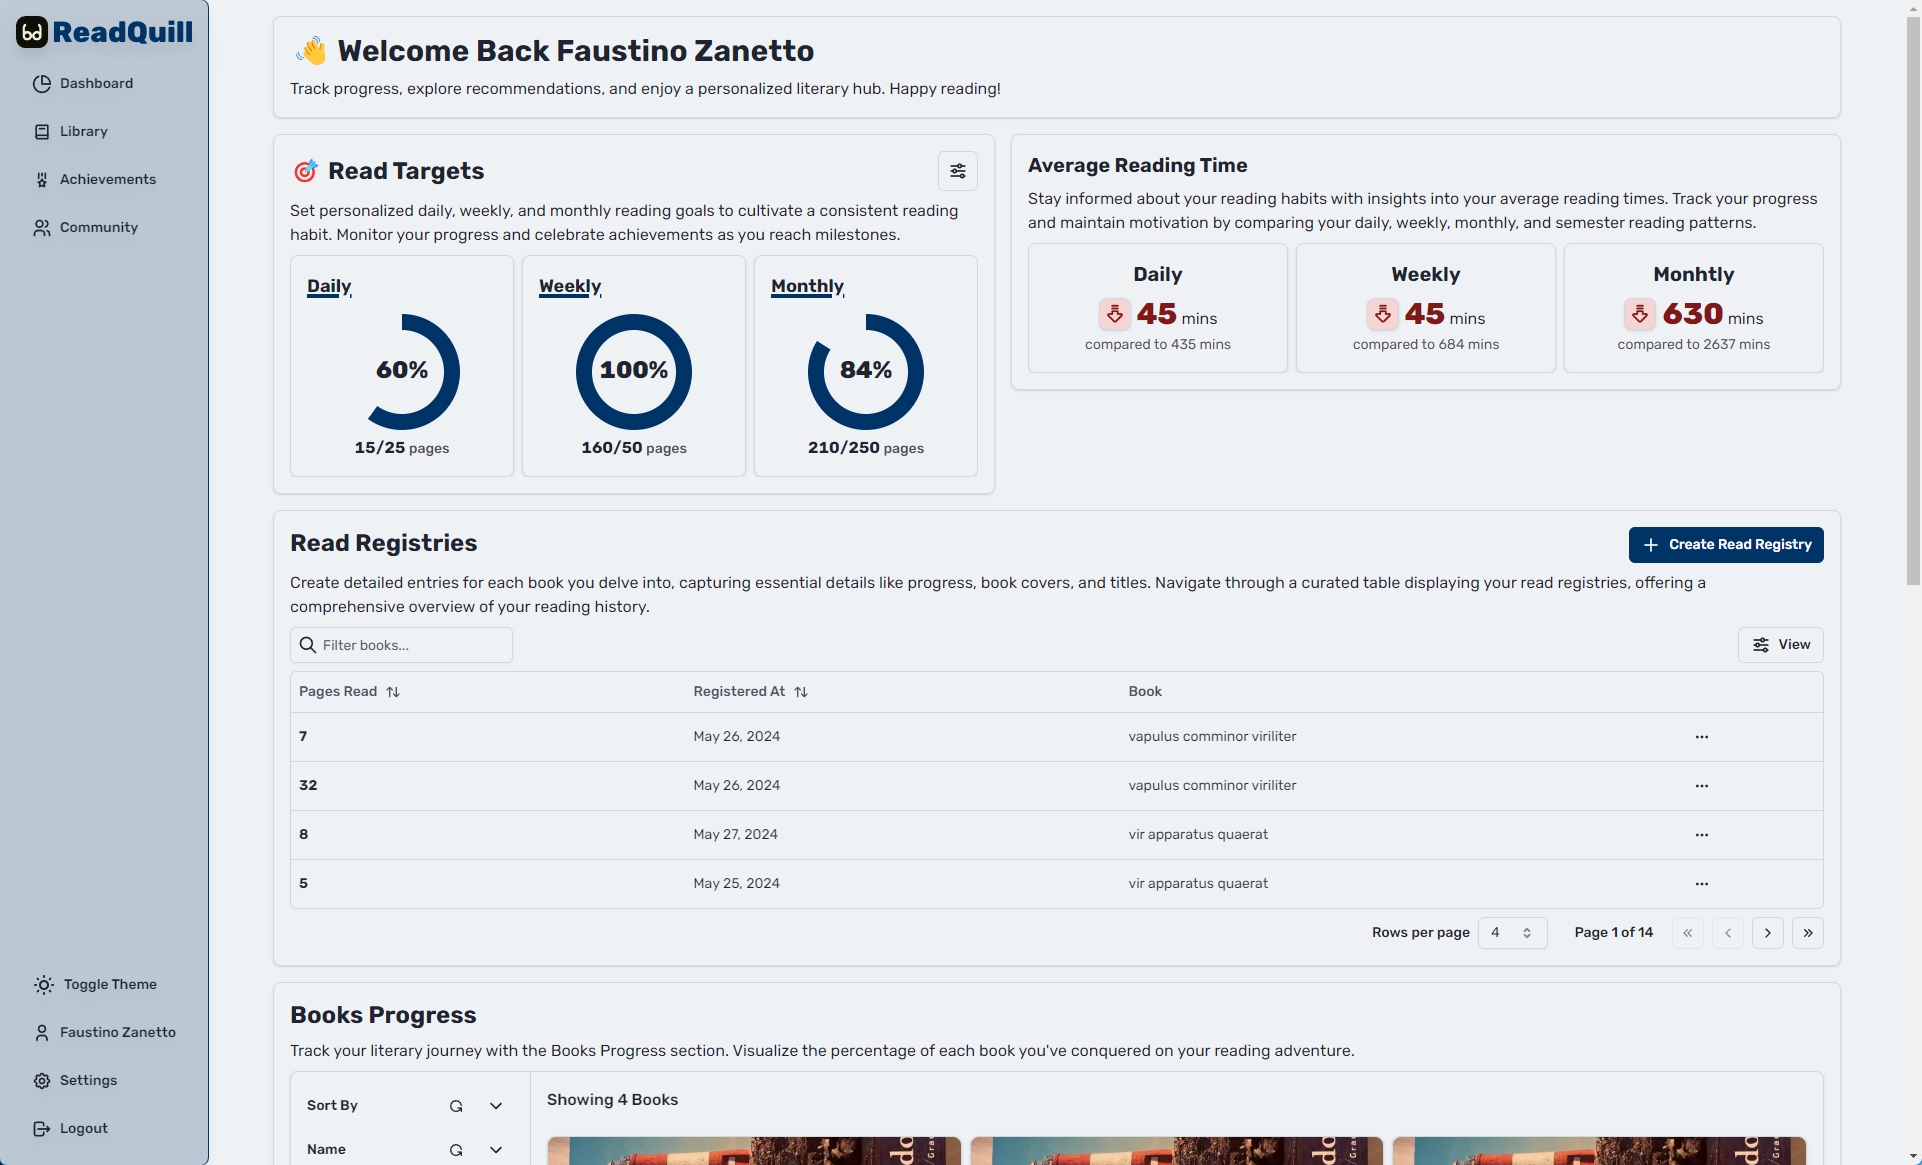 ReadQuill
Dashboard
Library
Achievements
Community
Toggle Theme
Faustino Zanetto
Settings
Logout
👋 Welcome Back Faustino Zanetto
Track progress, explore recommendations, and enjoy a personalized literary hub. Happy reading!
🎯 Read Targets
Set personalized daily, weekly, and monthly reading goals to cultivate a consistent reading
habit. Monitor your progress and celebrate achievements as you reach milestones.
Daily
60%
15/25 pages
Weekly
100%
160/50 pages
Monthly
84%
210/250 pages
Average Reading Time
Stay informed about your reading habits with insights into your average reading times. Track your progress
and maintain motivation by comparing your daily, weekly, monthly, and semester reading patterns.
Daily
45 mins
compared to 435 mins
Weekly
45 mins
compared to 684 mins
Monhtly
630 mins
compared to 2637 mins
Read Registries
Create Read Registry
Create detailed entries for each book you delve into, capturing essential details like progress, book covers, and titles. Navigate through a curated table displaying your read registries, offering a
comprehensive overview of your reading history.
Filter books...
View
Pages Read Registered At Book
7 May 26, 2024 vapulus comminor viriliter ...
32 May 26, 2024 vapulus comminor viriliter ...
8 May 27, 2024 vir apparatus quaerat ...
5 May 25, 2024 vir apparatus quaerat ...
Rows per page 4 Page 1 of 14 « ‹ › »
Books Progress
Track your literary journey with the Books Progress section. Visualize the percentage of each book you've conquered on your reading adventure.
Sort By
Name
Showing 4 Books